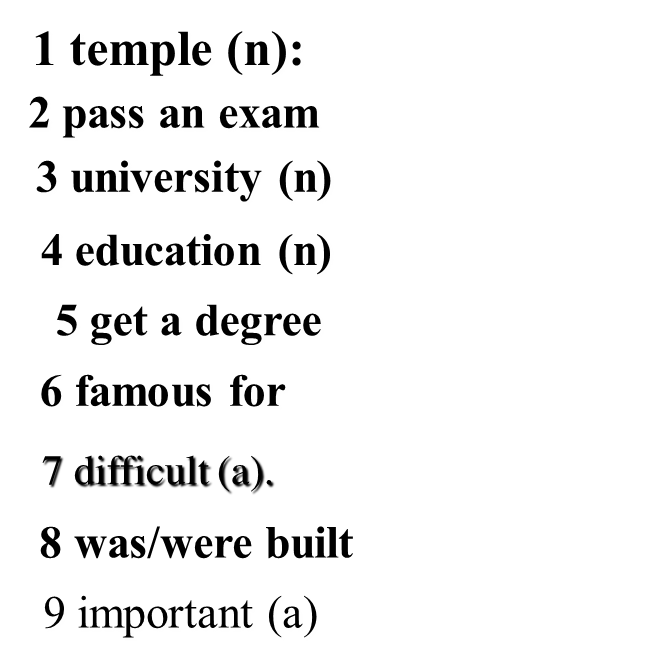 1 temple (n):
2 pass an exam
3 university (n)
4 education (n)
5 get a degree
6 famous for
7 difficult (a).
8 was/were built
9 important (a)